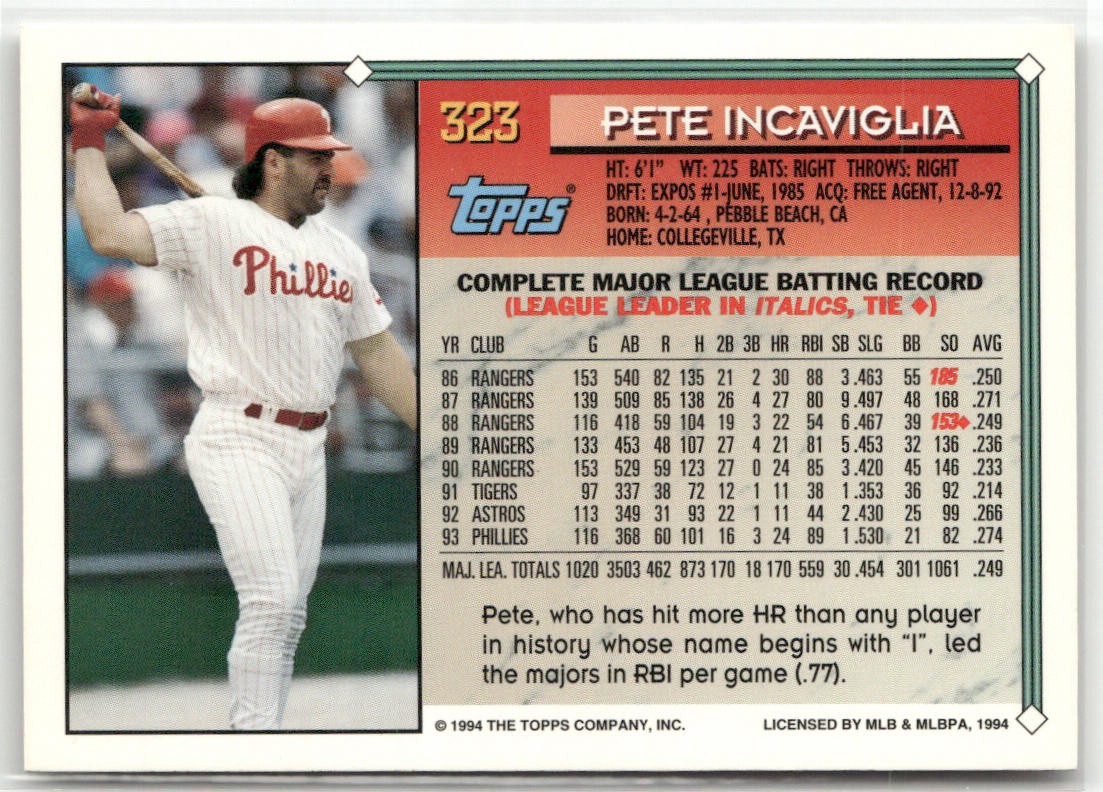 323
PETE INCAVIGLIA
HT: 6'1" WT: 225 BATS: RIGHT THROWS: RIGHT
DRFT: EXPOS #1-JUNE, 1985 ACQ: FREE AGENT, 12-8-92
BORN: 4-2-64 , PEBBLE BEACH, CA
HOME: COLLEGEVILLE, TX
Topps®
Phillies
COMPLETE MAJOR LEAGUE BATTING RECORD
(LEAGUE LEADER IN ITALICS, TIE ◆)
YR CLUB G AB R H 2B 3B HR RBI SB SLG BB SO AVG
86 RANGERS 153 540 82 135 21 2 30 88 3 .463 55 185 .250
87 RANGERS 139 509 85 138 26 4 27 80 9 .497 48 168 .271
88 RANGERS 116 418 59 104 19 3 22 54 6 .467 39 153◆ .249
89 RANGERS 133 453 48 107 27 4 21 81 5 .453 32 136 .236
90 RANGERS 153 529 59 123 27 0 24 85 3 .420 45 146 .233
91 TIGERS 97 337 38 72 12 1 11 38 1 .353 36 92 .214
92 ASTROS 113 349 31 93 22 1 11 44 2 .430 25 99 .266
93 PHILLIES 116 368 60 101 16 3 24 89 1 .530 21 82 .274
MAJ. LEA. TOTALS 1020 3503 462 873 170 18 170 559 30 .454 301 1061 .249
Pete, who has hit more HR than any player
in history whose name begins with "I", led
the majors in RBI per game (.77).
© 1994 THE TOPPS COMPANY, INC.
LICENSED BY MLB & MLBPA, 1994